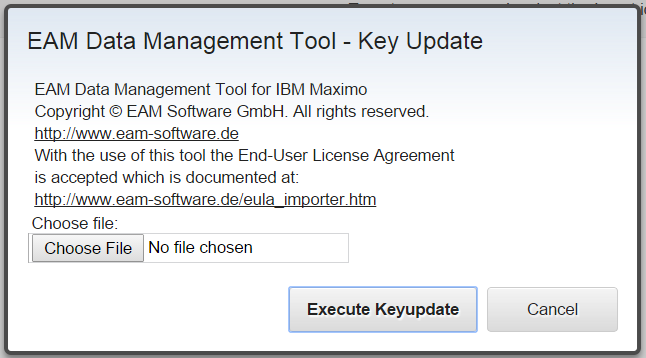 EAM Data Management Tool - Key Update
EAM Data Management Tool for IBM Maximo
Copyright © EAM Software GmbH. All rights reserved.
http://www.eam-software.de
With the use of this tool the End-User License Agreement
is accepted which is documented at:
http://www.eam-software.de/eula_importer.htm
Choose file:
Choose File No file chosen
Execute Keyupdate Cancel